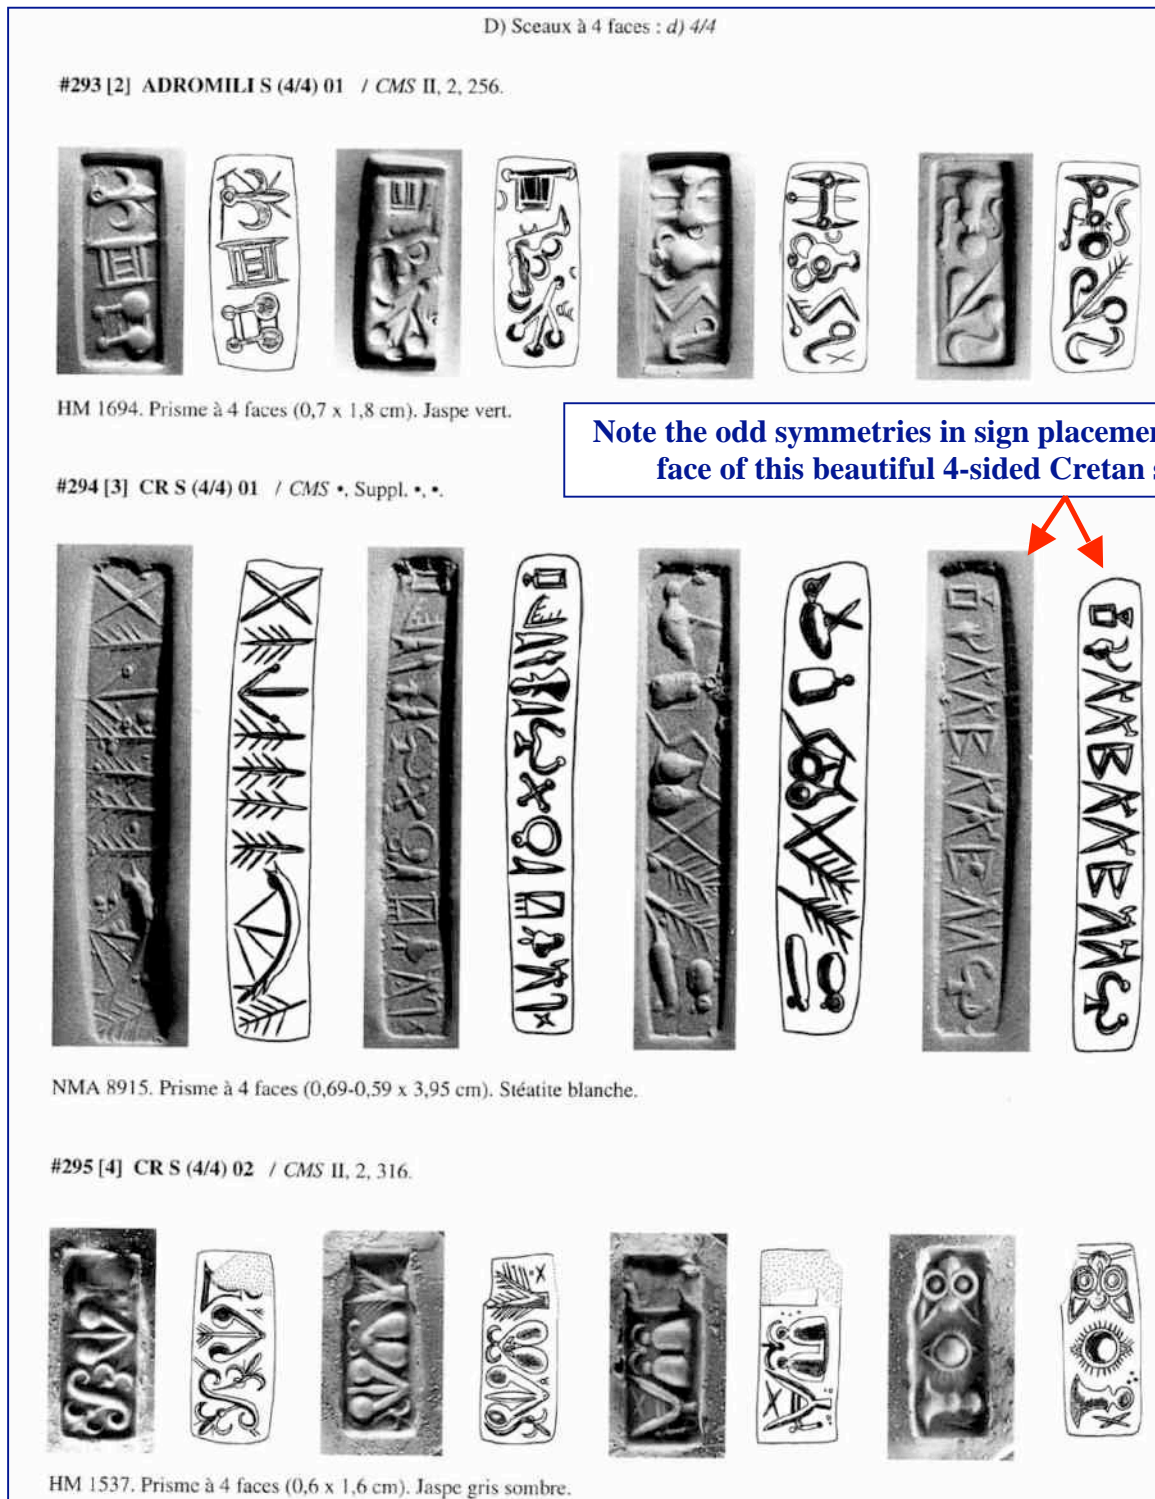 D) Sceaux à 4 faces : d) 4/4
#293 [2] ADROMILI S (4/4) 01 / CMS II, 2, 256.
HM 1694. Prisme à 4 faces (0,7 x 1,8 cm). Jaspe vert.
Note the odd symmetries in sign placemen
face of this beautiful 4-sided Cretan s
#294 [3] CR S (4/4) 01 / CMS •, Suppl. •, •.
NMA 8915. Prisme à 4 faces (0,69-0,59 x 3,95 cm). Stéatite blanche.
#295 [4] CR S (4/4) 02 / CMS II, 2, 316.
HM 1537. Prisme à 4 faces (0,6 x 1,6 cm). Jaspe gris sombre.